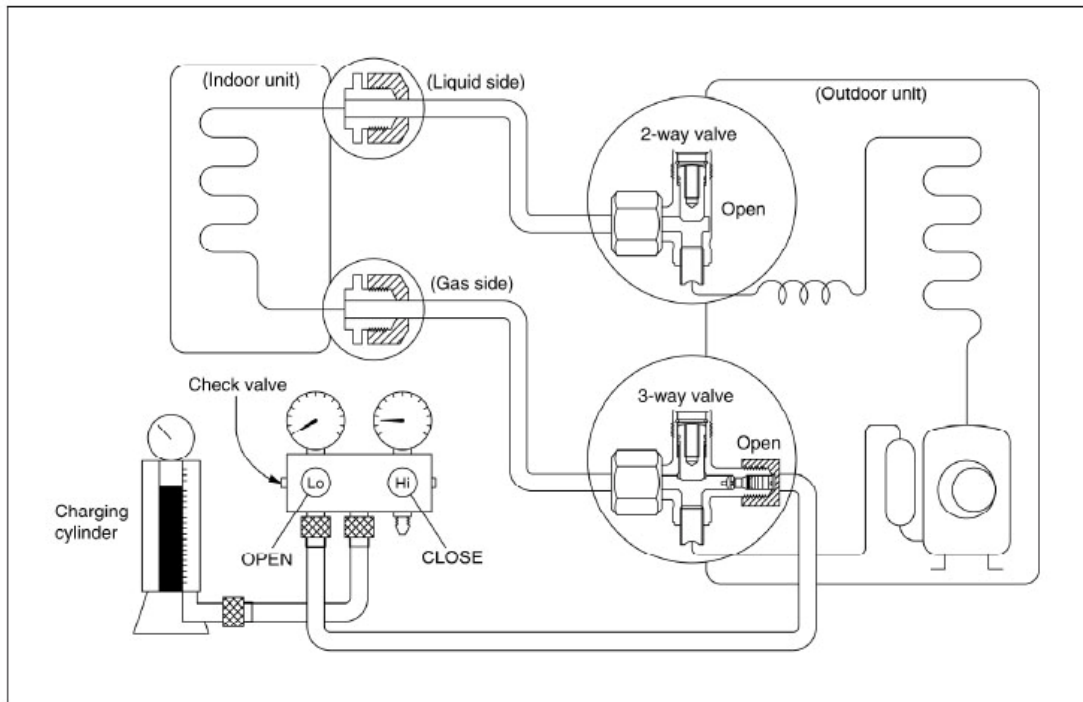 (Indoor unit)
(Liquid side)
(Outdoor unit)
2-way valve
Open
(Gas side)
Check valve
3-way valve
Open
Lo
Hi
Charging
cylinder
OPEN
CLOSE